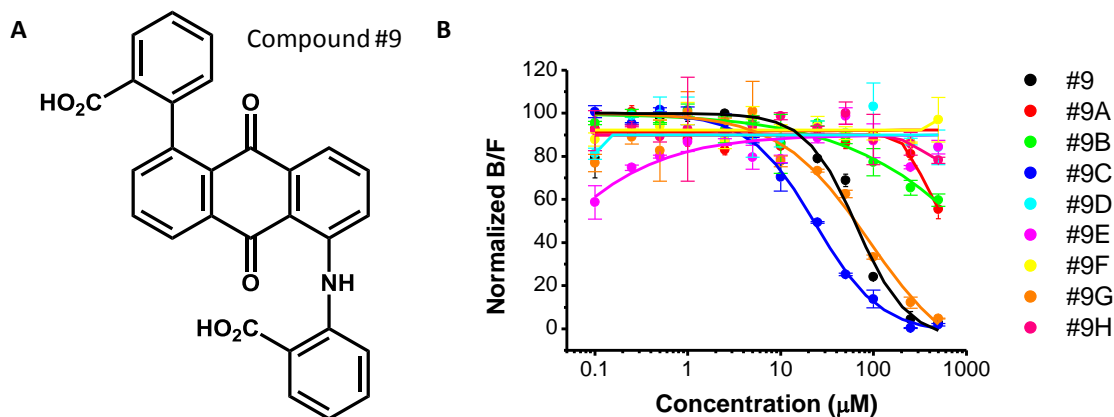 A
Compound #9
HO2C
O
O
NH
HO2C
B
Normalized B/F
120
100
80
60
40
20
0
0.1
1
10
100
1000
Concentration (μM)
#9
#9A
#9B
#9C
#9D
#9E
#9F
#9G
#9H